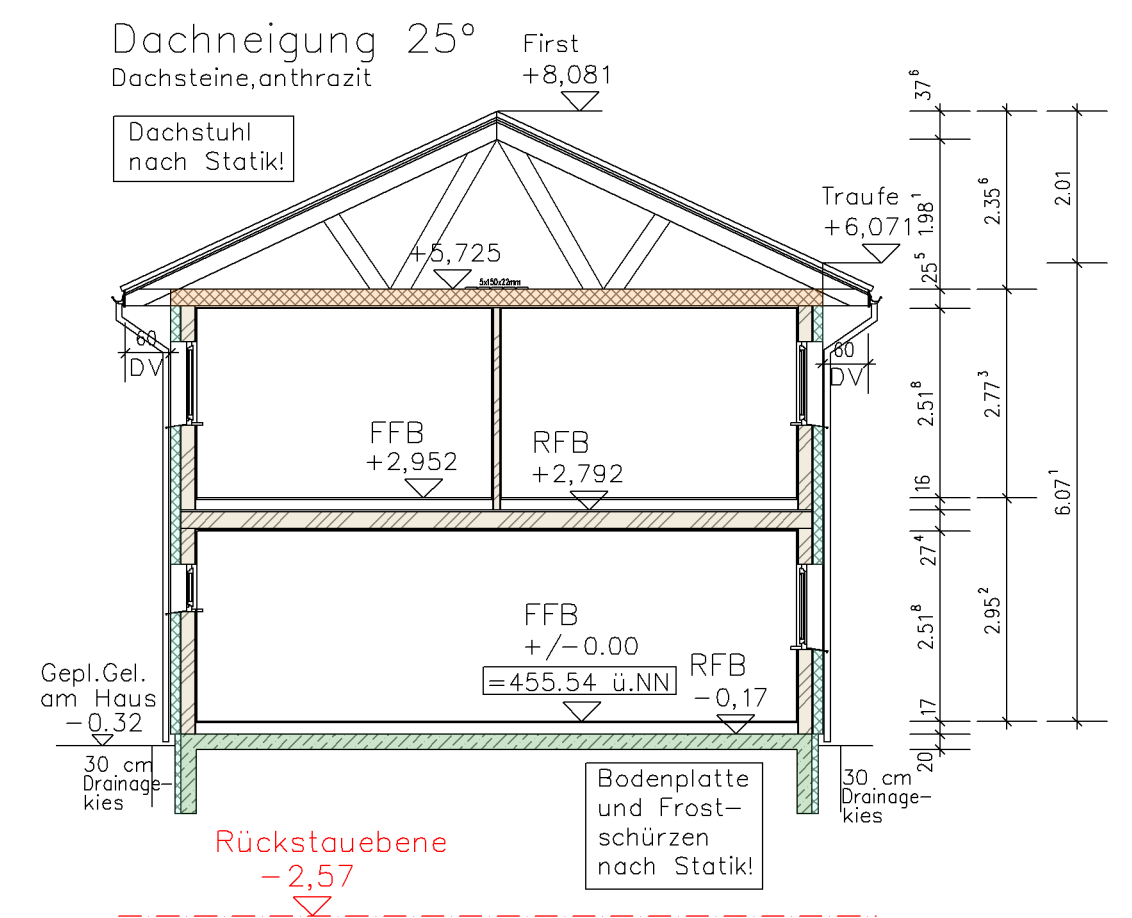 Dachneigung 25°
Dachsteine,anthrazit
First
+8,081
Dachstuhl
nach Statik!
Traufe
+6,071
+5,725
5x150x22mm
60
DV
60
DV
FFB
+2,952
RFB
+2,792
FFB
+/-0.00
=455.54 ü.NN
RFB
-0,17
Gepl.Gel.
am Haus
-0.32
30 cm
Drainage-
kies
30 cm
Drainage-
kies
Bodenplatte
und Frost-
schürzen
nach Statik!
Rückstauebene
-2,57
37⁶
1.98¹
25⁵
2.51⁸
16
27⁴
2.51⁸
17
20
2.35⁶
2.77³
2.95²
2.01
6.07¹